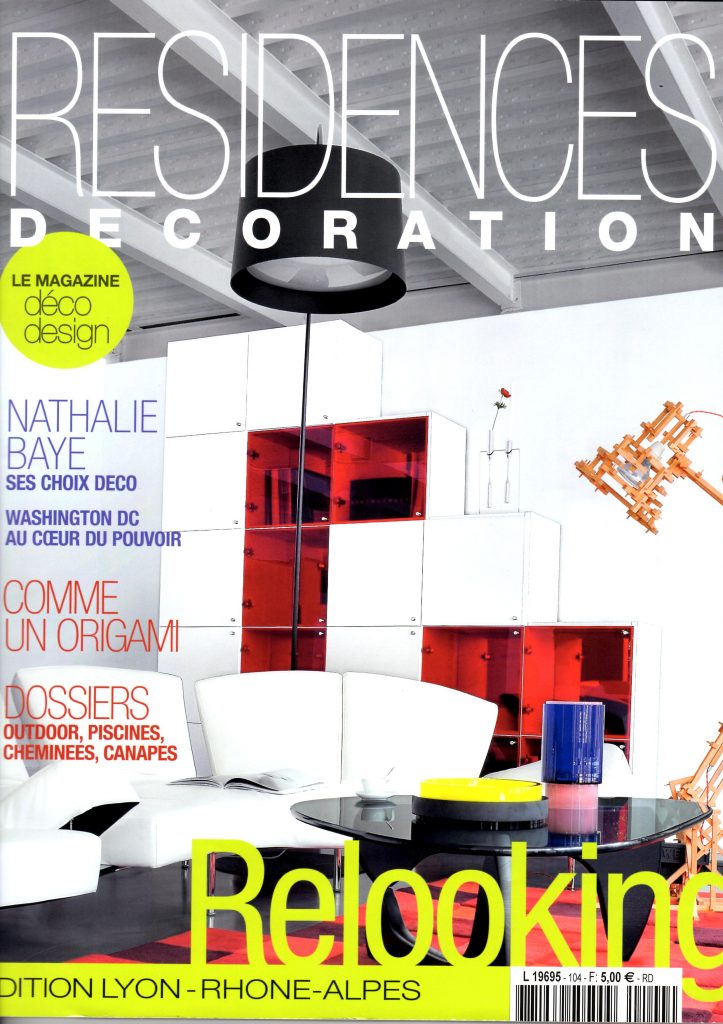 RESIDENCES
DECORATION
LE MAGAZINE
déco
design
NATHALIE
BAYE
SES CHOIX DECO
WASHINGTON DC
AU CŒUR DU POUVOIR
COMME
UN ORIGAMI
DOSSIERS
OUTDOOR, PISCINES,
CHEMINEES, CANAPES
Relooking
DITION LYON - RHONE-ALPES
L 19695 - 104 - F: 5,00 € - RD